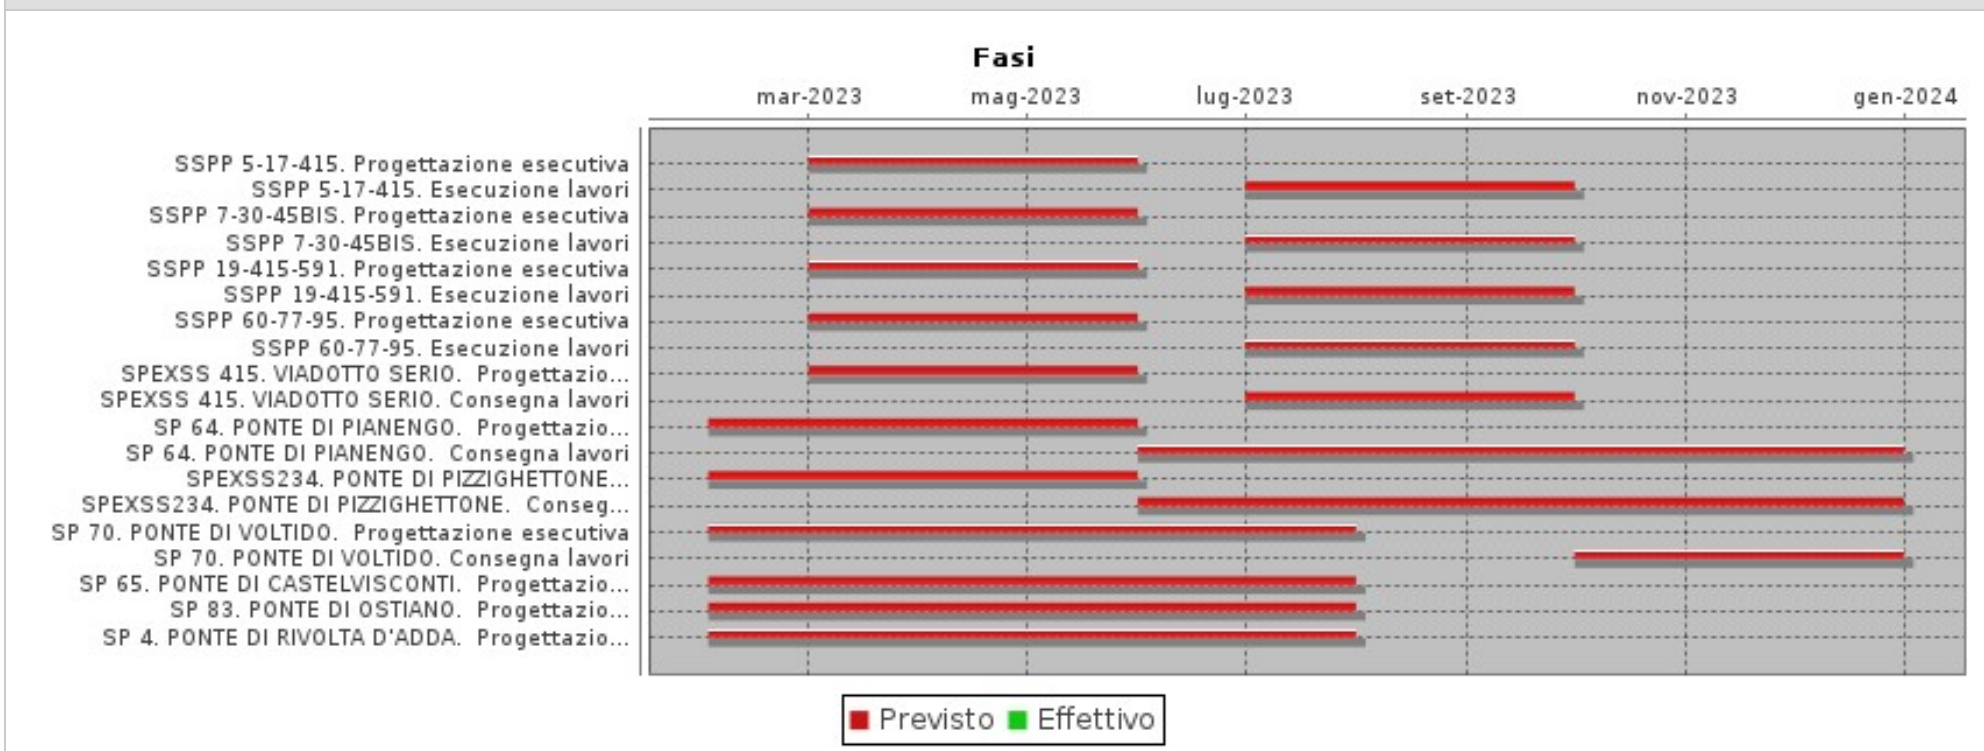 Fasi
mar-2023 mag-2023 lug-2023 set-2023 nov-2023 gen-2024
SSPP 5-17-415. Progettazione esecutiva
SSPP 5-17-415. Esecuzione lavori
SSPP 7-30-45BIS. Progettazione esecutiva
SSPP 7-30-45BIS. Esecuzione lavori
SSPP 19-415-591. Progettazione esecutiva
SSPP 19-415-591. Esecuzione lavori
SSPP 60-77-95. Progettazione esecutiva
SSPP 60-77-95. Esecuzione lavori
SPEXSS 415. VIADOTTO SERIO. Progettazio...
SPEXSS 415. VIADOTTO SERIO. Consegna lavori
SP 64. PONTE DI PIANENGO. Progettazio...
SP 64. PONTE DI PIANENGO. Consegna lavori
SPEXSS234. PONTE DI PIZZIGHETTONE...
SPEXSS234. PONTE DI PIZZIGHETTONE. Conseg...
SP 70. PONTE DI VOLTIDO. Progettazione esecutiva
SP 70. PONTE DI VOLTIDO. Consegna lavori
SP 65. PONTE DI CASTELVISCONTI. Progettazio...
SP 83. PONTE DI OSTIANO. Progettazio...
SP 4. PONTE DI RIVOLTA D'ADDA. Progettazio...
Previsto Effettivo